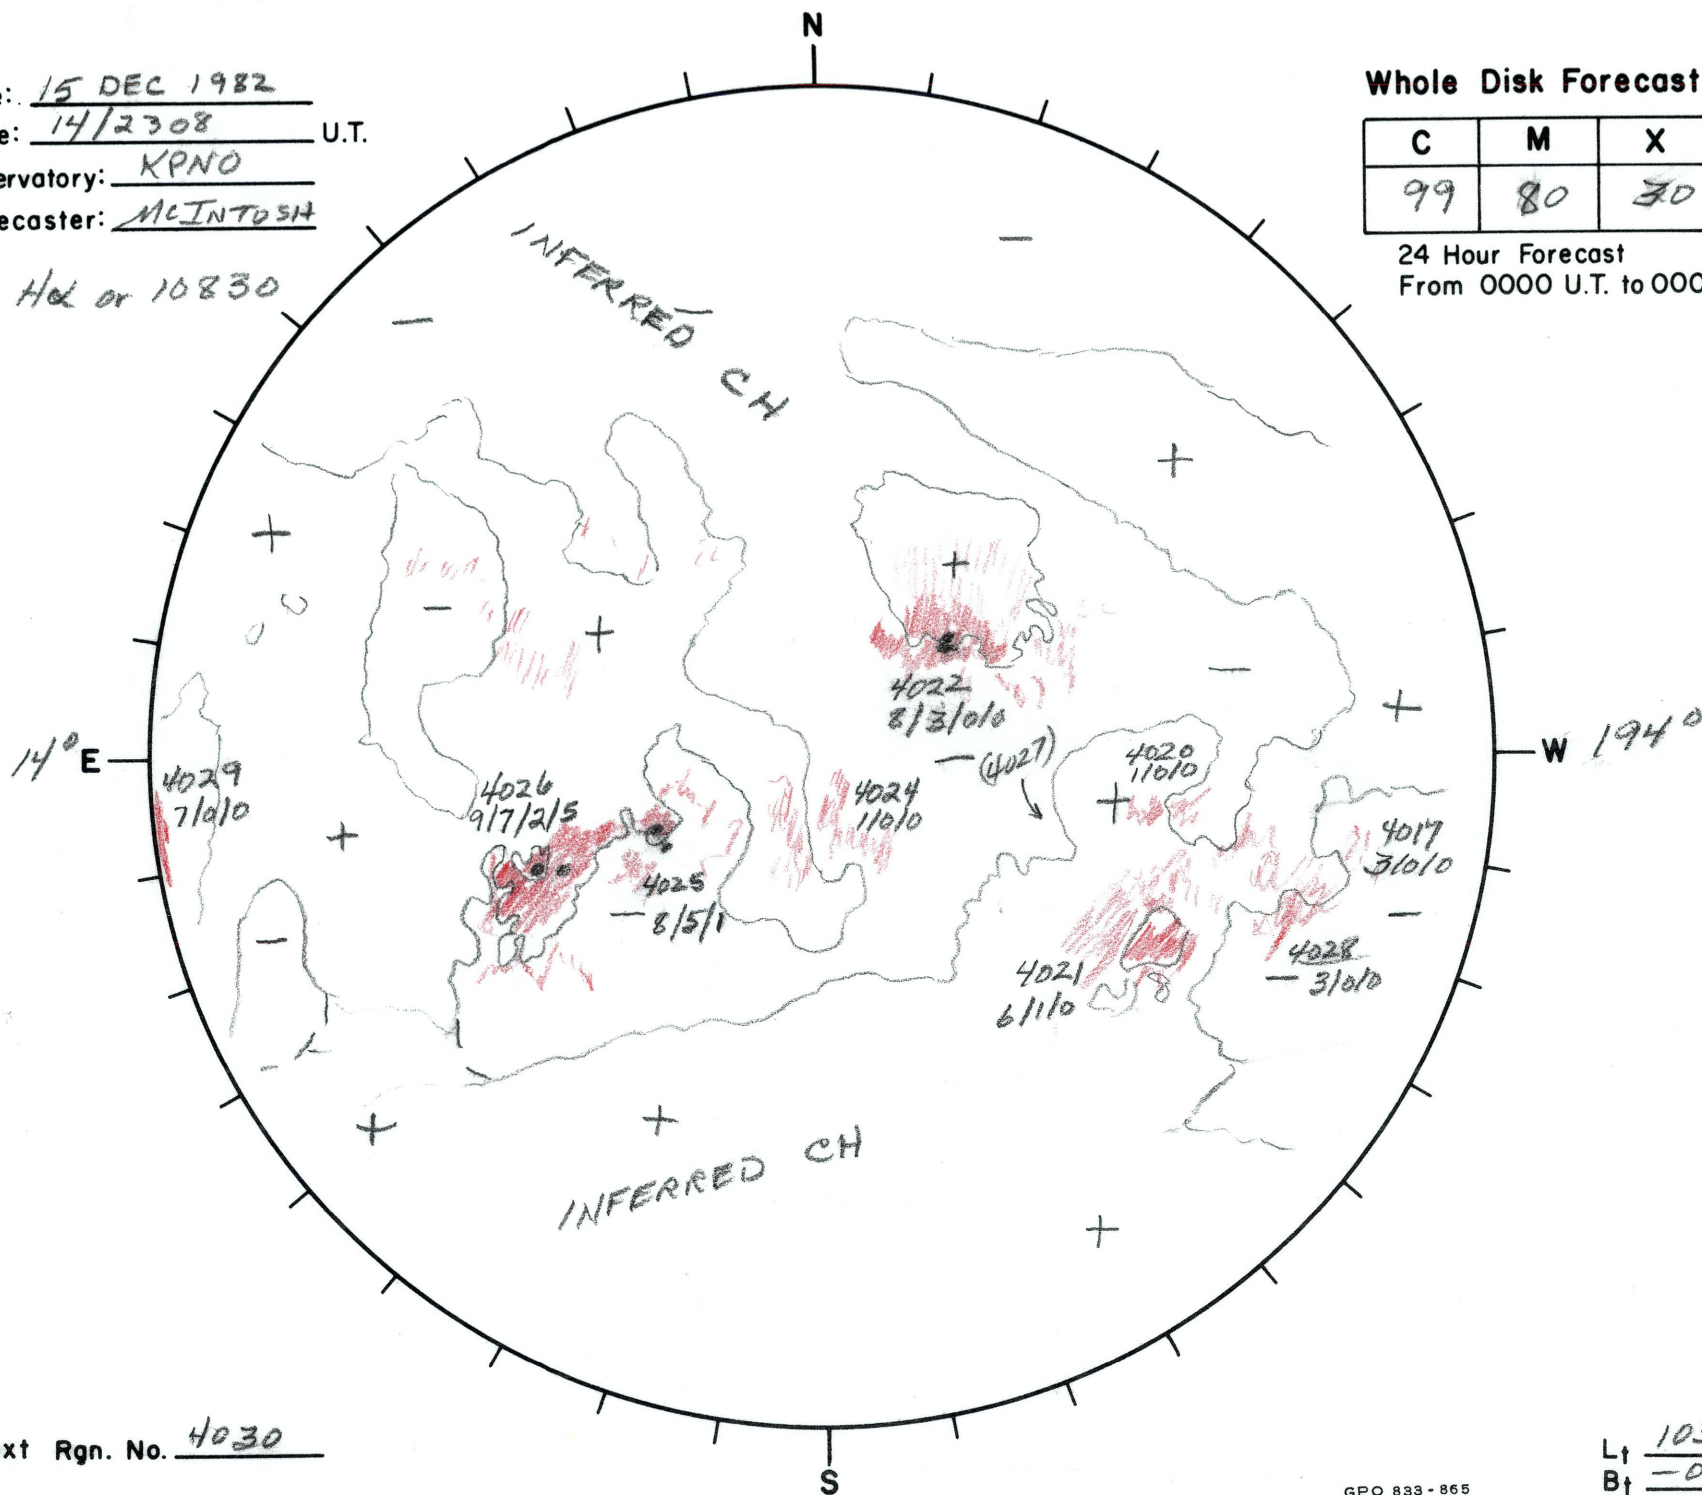 N
e: 15 DEC 1982
e: 14/2308 U.T.
ervatory: KPNO
ecaster: McINTOSH
Hα or 10830
Whole Disk Forecast
C M X
99 80 30
24 Hour Forecast
From 0000 U.T. to 000
INFERRED CH
4022
8/3/0/0
(4027)
4020
1/0/0
14° E
W 194°
4029
7/0/0
4026
9/7/2/5
4024
1/0/0
4017
3/0/0
4025
8/5/1
4028
3/0/0
4021
6/1/0
INFERRED CH
xt Rgn. No. 4030
S
Lt 103
Bt -0
GPO 833-865